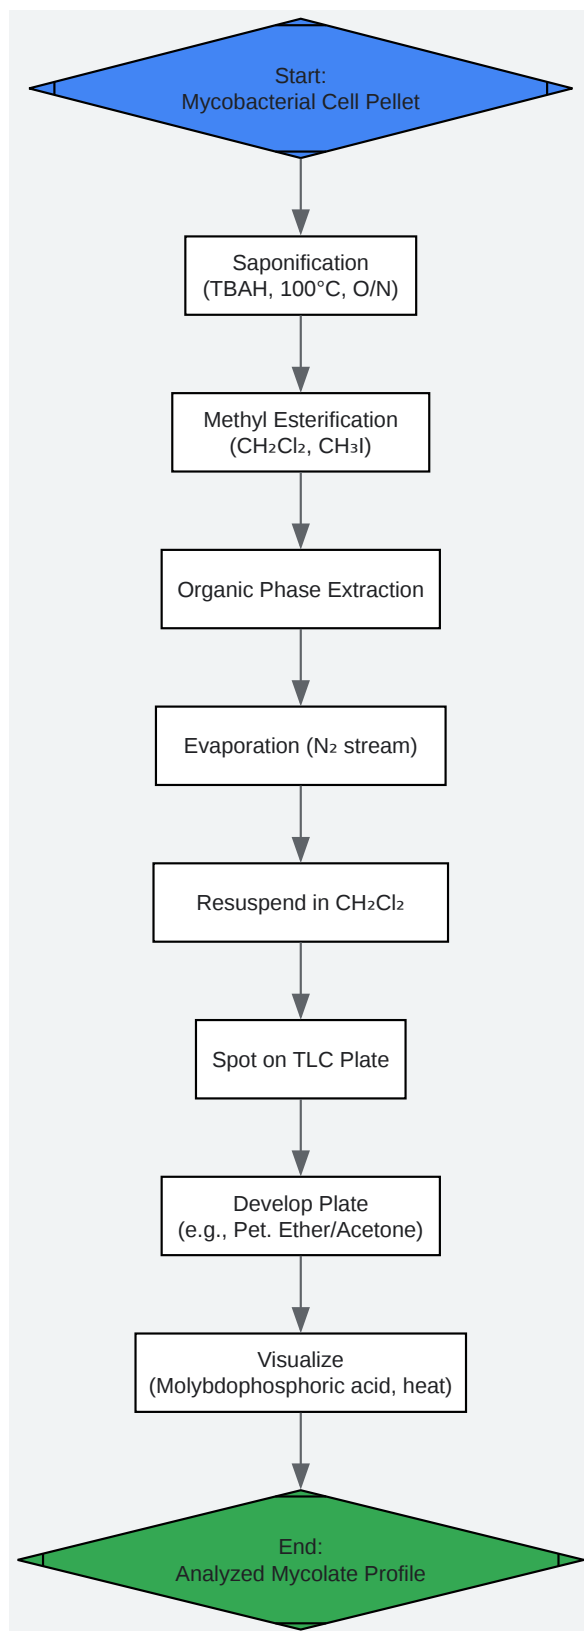 Start:
Mycobacterial Cell Pellet
Saponification
(TBAH, 100°C, O/N)
Methyl Esterification
(CH₂Cl₂, CH₃I)
Organic Phase Extraction
Evaporation (N₂ stream)
Resuspend in CH₂Cl₂
Spot on TLC Plate
Develop Plate
(e.g., Pet. Ether/Acetone)
Visualize
(Molybdophosphoric acid, heat)
End:
Analyzed Mycolate Profile